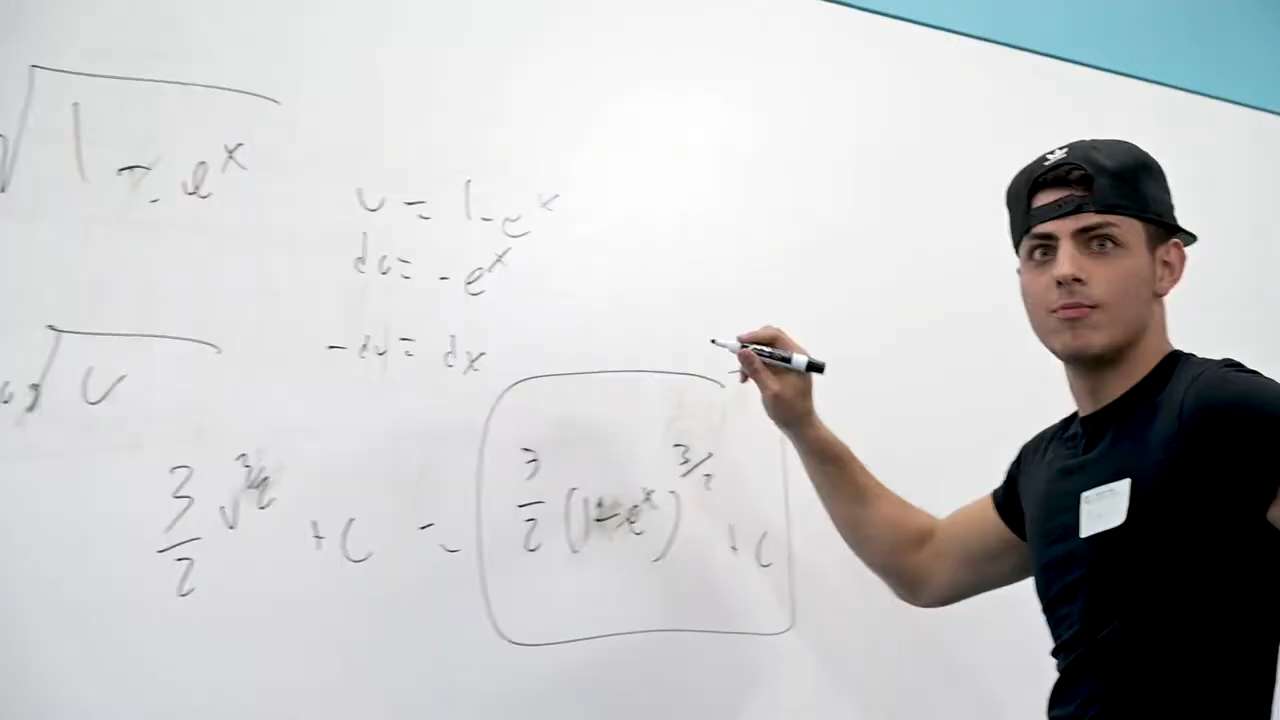 √1 - e^x
u = 1 - e^x
du = -e^x
-du = dx
√u
3/2 u^3/2 + C = 3/2 (1-e^x)^3/2 + C